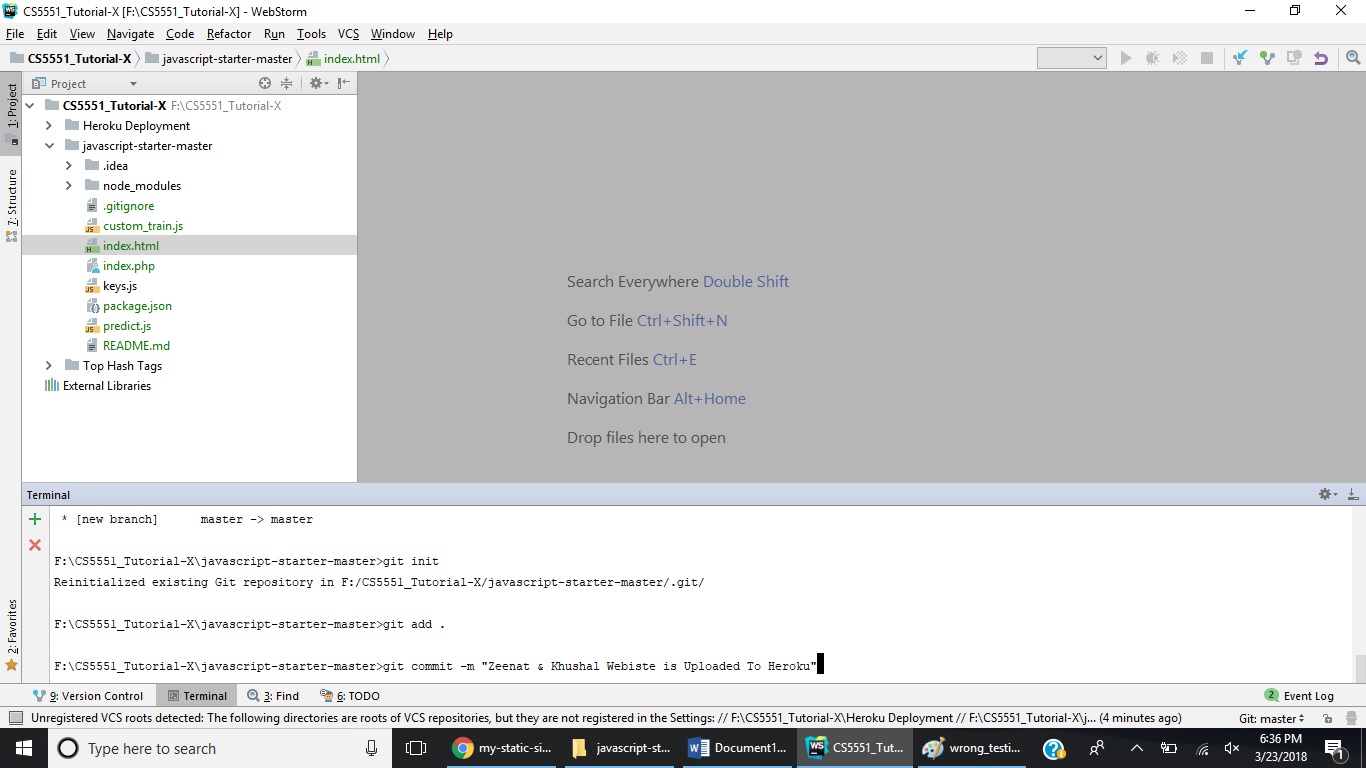 CS5551_Tutorial-X [F:\CS5551_Tutorial-X] - WebStorm
File Edit View Navigate Code Refactor Run Tools VCS Window Help
CS5551_Tutorial-X javascript-starter-master index.html
1: Project
7: Structure
2: Favorites
Project
CS5551_Tutorial-X F:\CS5551_Tutorial-X
Heroku Deployment
javascript-starter-master
.idea
node_modules
.gitignore
custom_train.js
index.html
index.php
keys.js
package.json
predict.js
README.md
Top Hash Tags
External Libraries
Search Everywhere Double Shift
Go to File Ctrl+Shift+N
Recent Files Ctrl+E
Navigation Bar Alt+Home
Drop files here to open
Terminal
* [new branch] master -> master
F:\CS5551_Tutorial-X\javascript-starter-master>git init
Reinitialized existing Git repository in F:/CS5551_Tutorial-X/javascript-starter-master/.git/
F:\CS5551_Tutorial-X\javascript-starter-master>git add .
F:\CS5551_Tutorial-X\javascript-starter-master>git commit -m "Zeenat & Khushal Webiste is Uploaded To Heroku"
9: Version Control Terminal 3: Find 6: TODO 2 Event Log
Unregistered VCS roots detected: The following directories are roots of VCS repositories, but they are not registered in the Settings: // F:\CS5551_Tutorial-X\Heroku Deployment // F:\CS5551_Tutorial-X\j... (4 minutes ago) Git: master
Type here to search my-static-si... javascript-st... Document1... CS5551_Tut... wrong_testi... 6:36 PM
3/23/2018 1